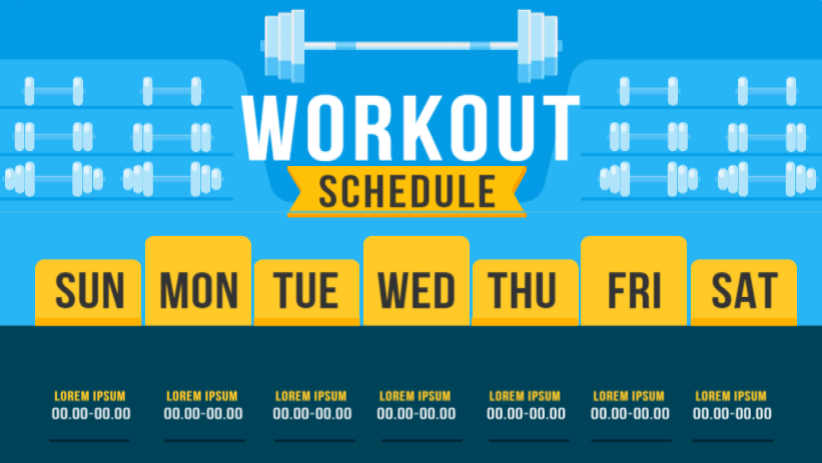 WORKOUT
SCHEDULE
SUN MON TUE WED THU FRI SAT
LOREM IPSUM LOREM IPSUM LOREM IPSUM LOREM IPSUM LOREM IPSUM LOREM IPSUM LOREM IPSUM
00.00-00.00 00.00-00.00 00.00-00.00 00.00-00.00 00.00-00.00 00.00-00.00 00.00-00.00